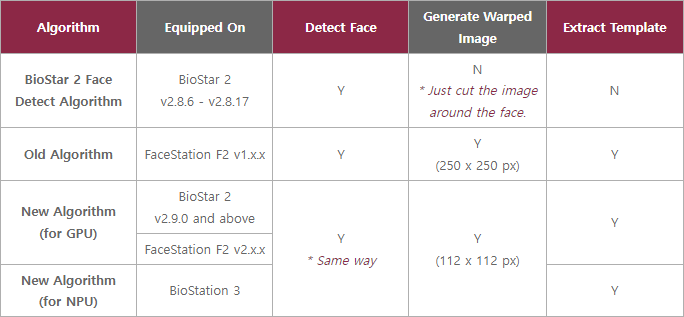 Algorithm
Equipped On
Detect Face
Generate Warped
Image
Extract Template
BioStar 2 Face
Detect Algorithm
BioStar 2
v2.8.6 - v2.8.17
Y
N
* Just cut the image
around the face.
N
Old Algorithm
FaceStation F2 v1.x.x
Y
Y
(250 x 250 px)
Y
New Algorithm
(for GPU)
BioStar 2
v2.9.0 and above
FaceStation F2 v2.x.x
Y
* Same way
Y
(112 x 112 px)
Y
New Algorithm
(for NPU)
BioStation 3
Y